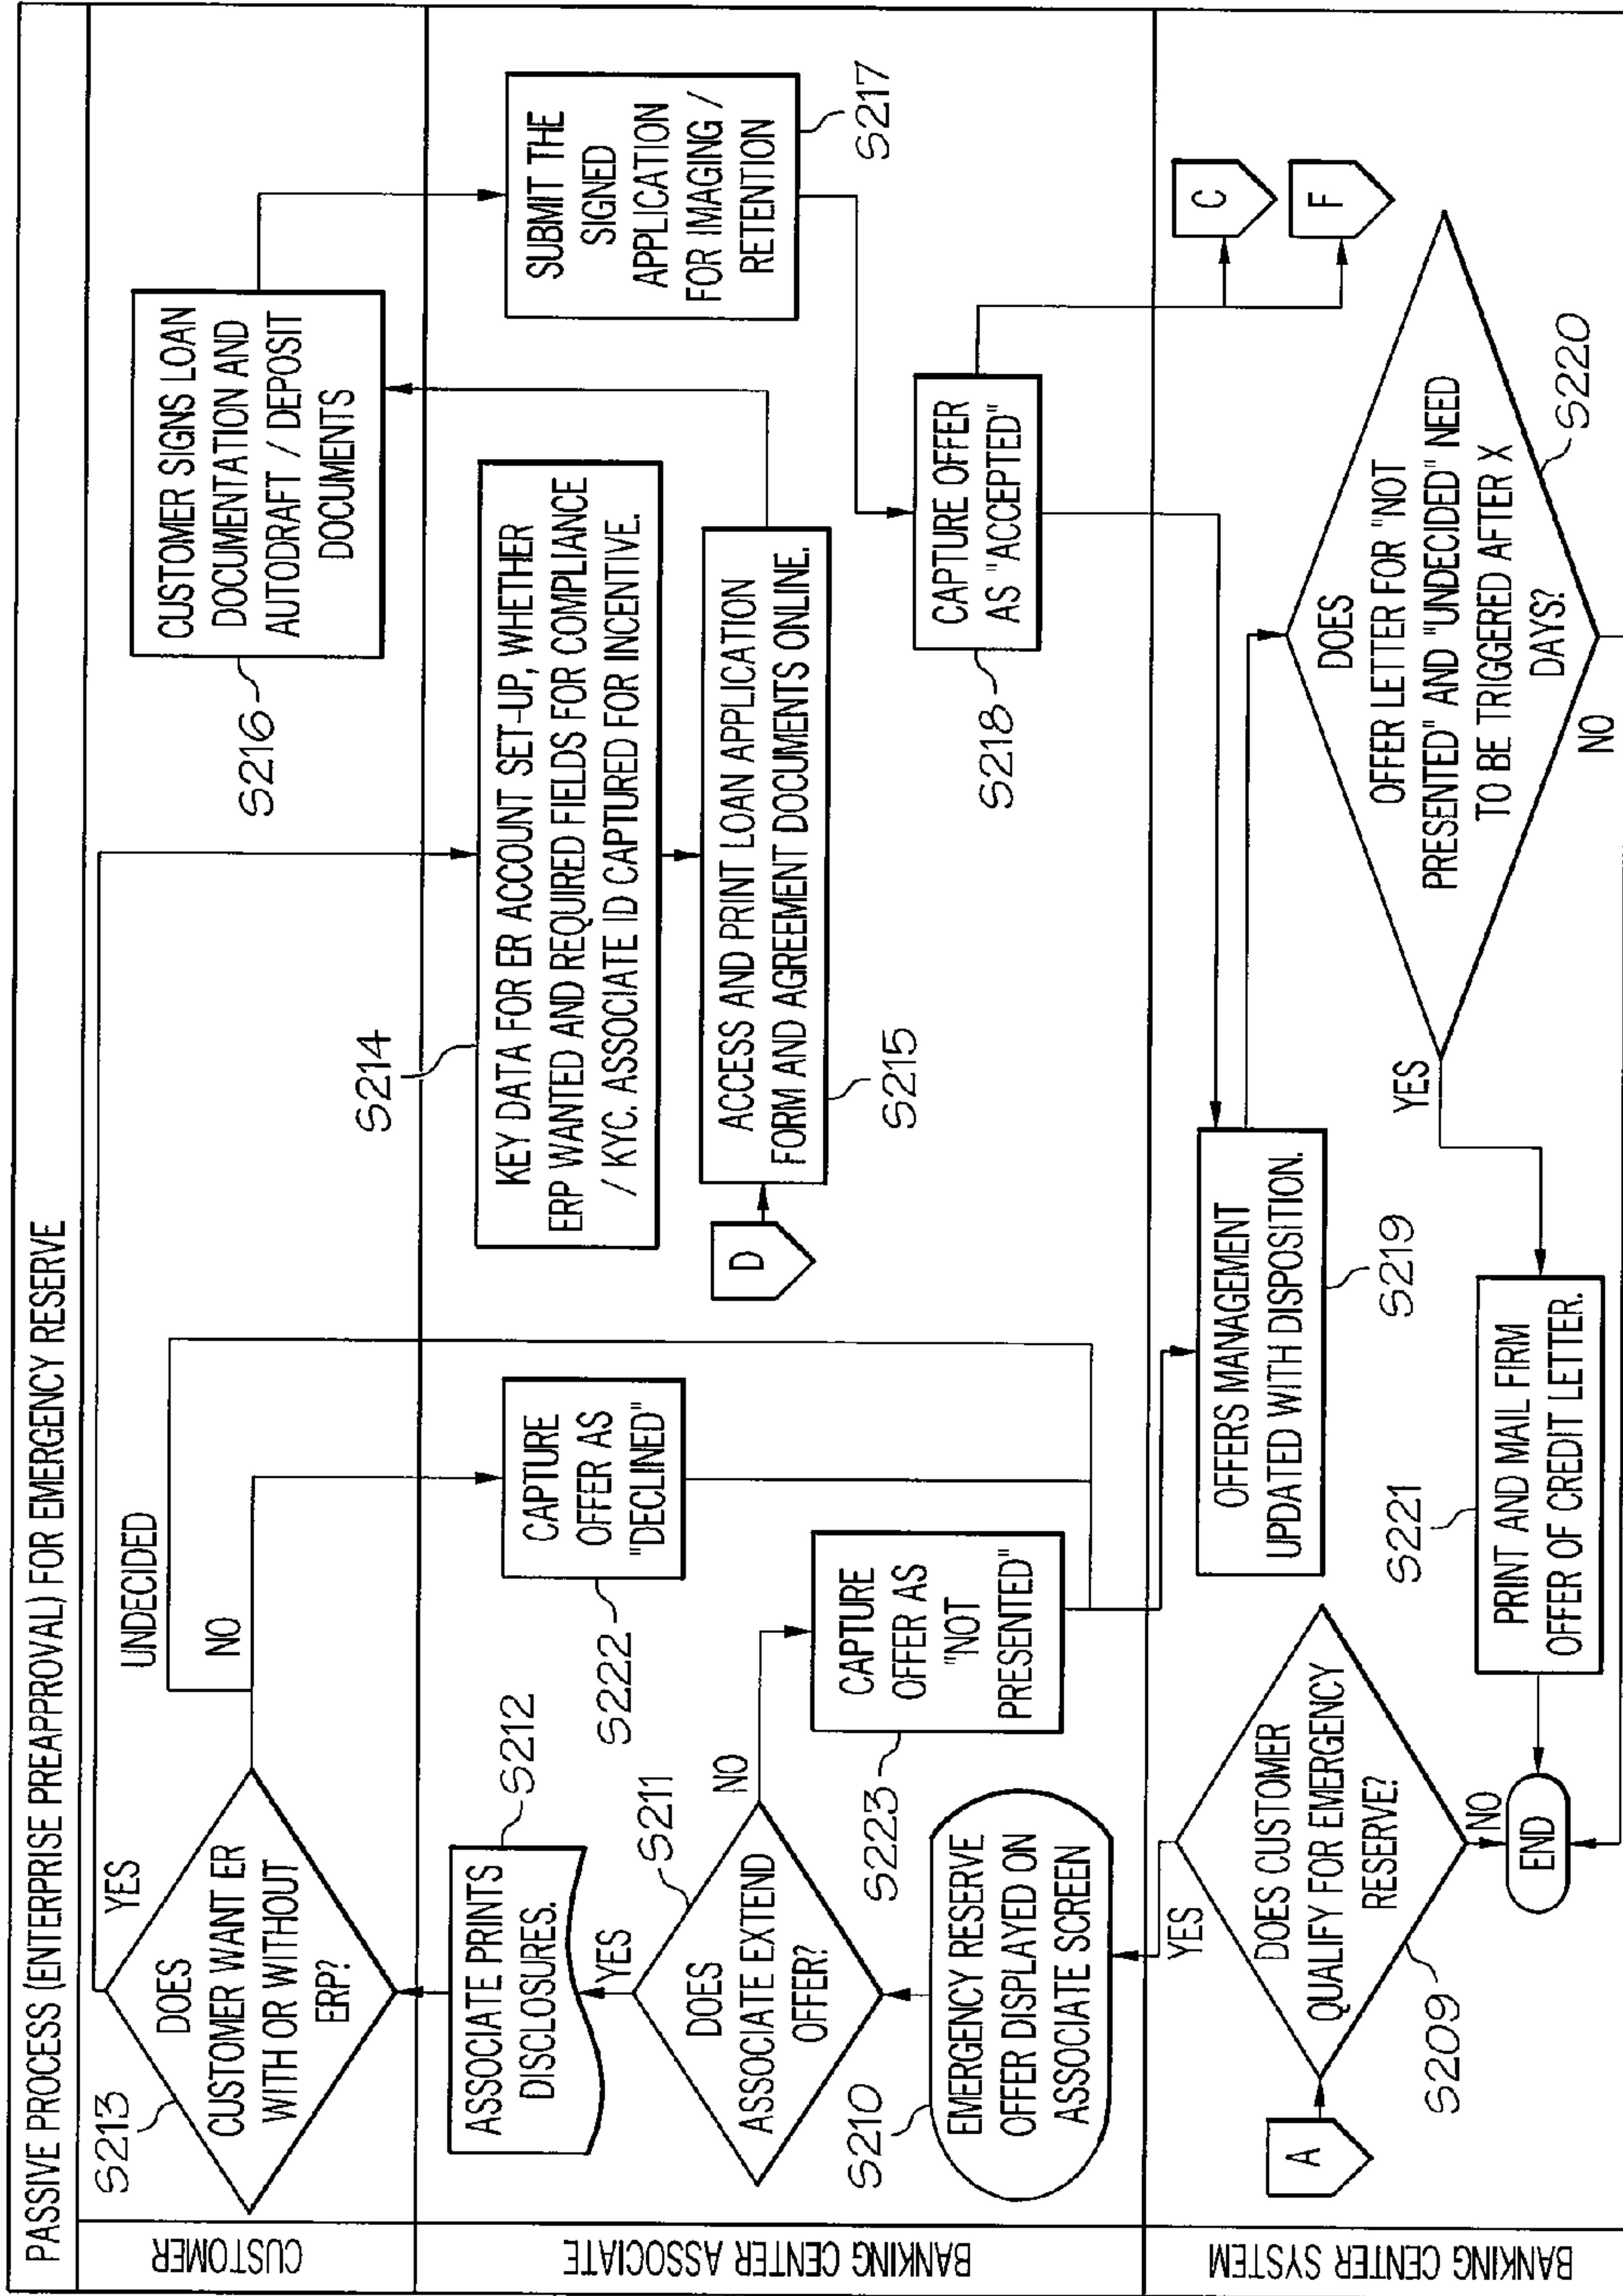 PASSIVE PROCESS (ENTERPRISE PREAPPROVAL) FOR EMERGENCY RESERVE
CUSTOMER
S213
DOES
CUSTOMER WANT ER
WITH OR WITHOUT
ERP?
YES
NO
UNDECIDED
S216
CUSTOMER SIGNS LOAN
DOCUMENTATION AND
AUTODRAFT / DEPOSIT
DOCUMENTS
BANKING CENTER ASSOCIATE
ASSOCIATE PRINTS
DISCLOSURES.
S212
YES
DOES
ASSOCIATE EXTEND
OFFER?
S211
NO
S210
EMERGENCY RESERVE
OFFER DISPLAYED ON
ASSOCIATE SCREEN
CAPTURE
OFFER AS
"DECLINED"
S222
CAPTURE
OFFER AS
"NOT
PRESENTED"
S223
S214
KEY DATA FOR ER ACCOUNT SET-UP, WHETHER
ERP WANTED AND REQUIRED FIELDS FOR COMPLIANCE
/ KYC. ASSOCIATE ID CAPTURED FOR INCENTIVE.
D
ACCESS AND PRINT LOAN APPLICATION
FORM AND AGREEMENT DOCUMENTS ONLINE.
S215
SUBMIT THE
SIGNED
APPLICATION
FOR IMAGING /
RETENTION
S217
CAPTURE OFFER
AS "ACCEPTED"
S218
BANKING CENTER SYSTEM
A
YES
DOES CUSTOMER
QUALIFY FOR EMERGENCY
RESERVE?
S209
NO
END
OFFERS MANAGEMENT
UPDATED WITH DISPOSITION.
S219
S221
PRINT AND MAIL FIRM
OFFER OF CREDIT LETTER.
YES
DOES
OFFER LETTER FOR "NOT
PRESENTED" AND "UNDECIDED" NEED
TO BE TRIGGERED AFTER X
DAYS?
S220
NO
C
F